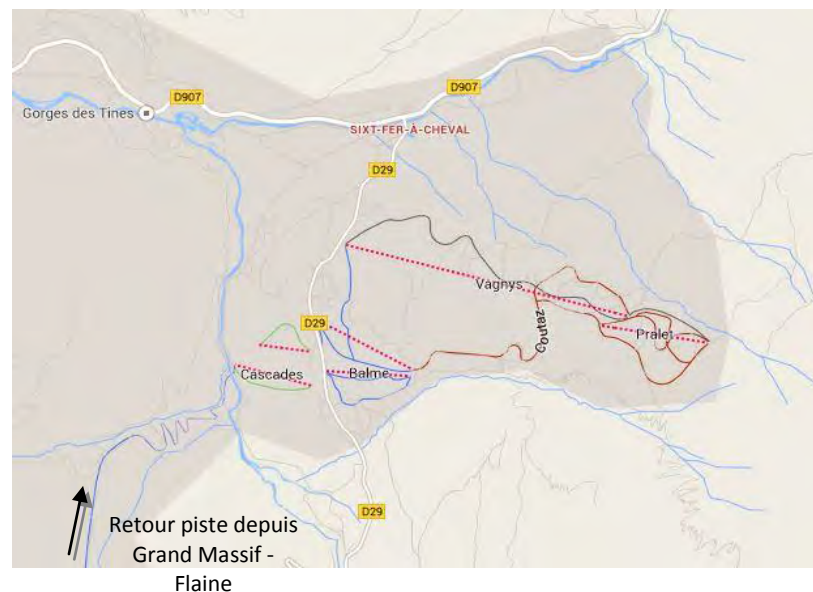 D907
D907
Gorges des Tines
SIXT-FER-À-CHEVAL
D29
Vagnys
D29
Coutaz
Pralet
Cascades
Balme
D29
Retour piste depuis
Grand Massif -
Flaine